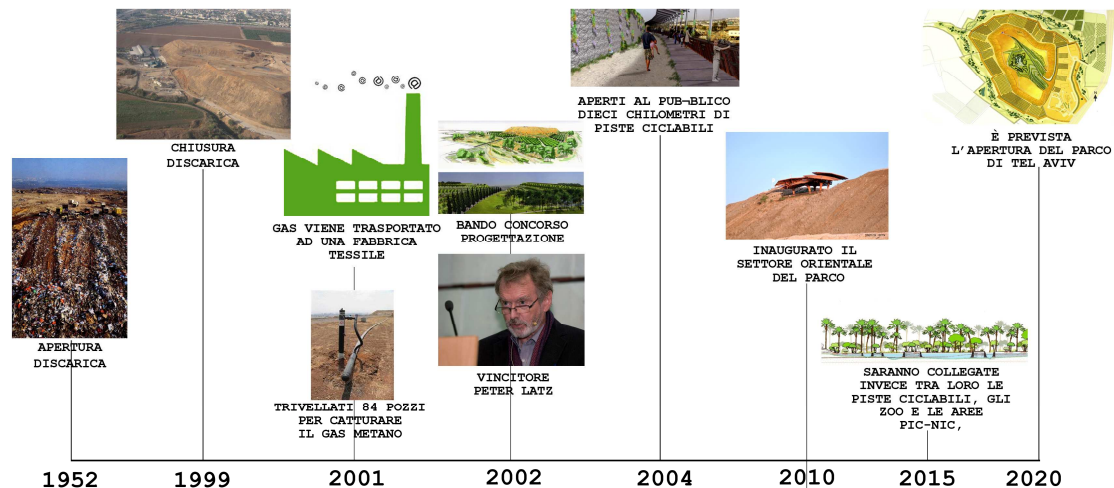 APERTURA
DISCARICA
CHIUSURA
DISCARICA
GAS VIENE TRASPORTATO
AD UNA FABBRICA
TESSILE
TRIVELLATI 84 POZZI
PER CATTURARE
IL GAS METANO
BANDO CONCORSO
PROGETTAZIONE
VINCITORE
PETER LATZ
APERTI AL PUB¬BLICO
DIECI CHILOMETRI DI
PISTE CICLABILI
INAUGURATO IL
SETTORE ORIENTALE
DEL PARCO
SARANNO COLLEGATE
INVECE TRA LORO LE
PISTE CICLABILI, GLI
ZOO E LE AREE
PIC-NIC,
È PREVISTA
L'APERTURA DEL PARCO
DI TEL AVIV
1952
1999
2001
2002
2004
2010
2015
2020